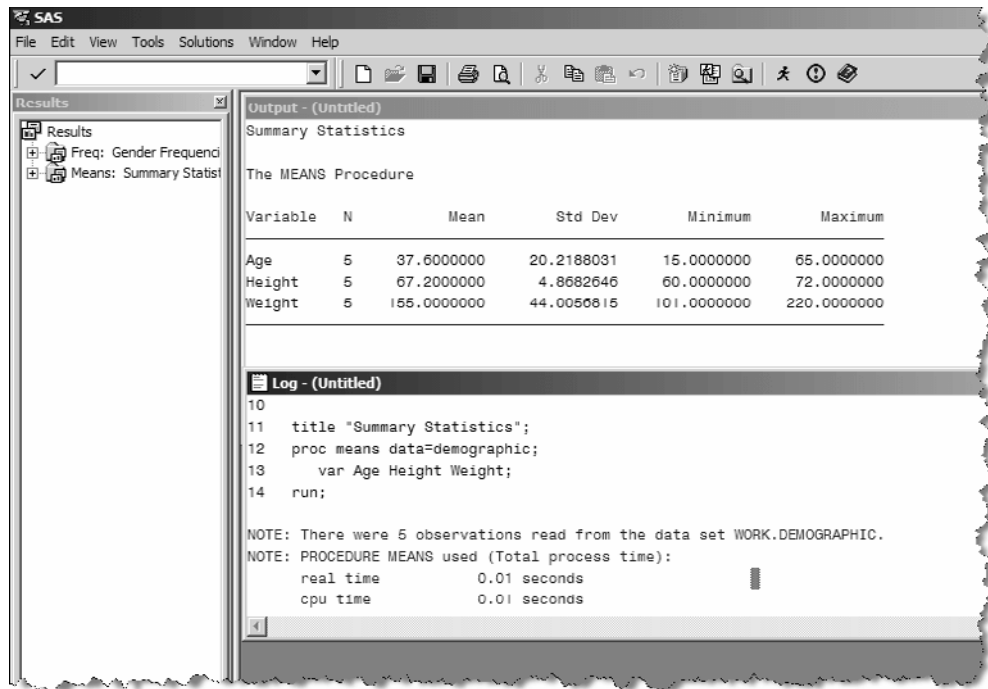 SAS
File Edit View Tools Solutions Window Help
Results
Results
Freq: Gender Frequenci
Means: Summary Statist
Output - (Untitled)
Summary Statistics
The MEANS Procedure
Variable N Mean Std Dev Minimum Maximum
Age 5 37.6000000 20.2188031 15.0000000 65.0000000
Height 5 67.2000000 4.8682646 60.0000000 72.0000000
Weight 5 155.0000000 44.0056815 101.0000000 220.0000000
Log - (Untitled)
10
11 title "Summary Statistics";
12 proc means data=demographic;
13 var Age Height Weight;
14 run;
NOTE: There were 5 observations read from the data set WORK.DEMOGRAPHIC.
NOTE: PROCEDURE MEANS used (Total process time):
real time 0.01 seconds
cpu time 0.01 seconds